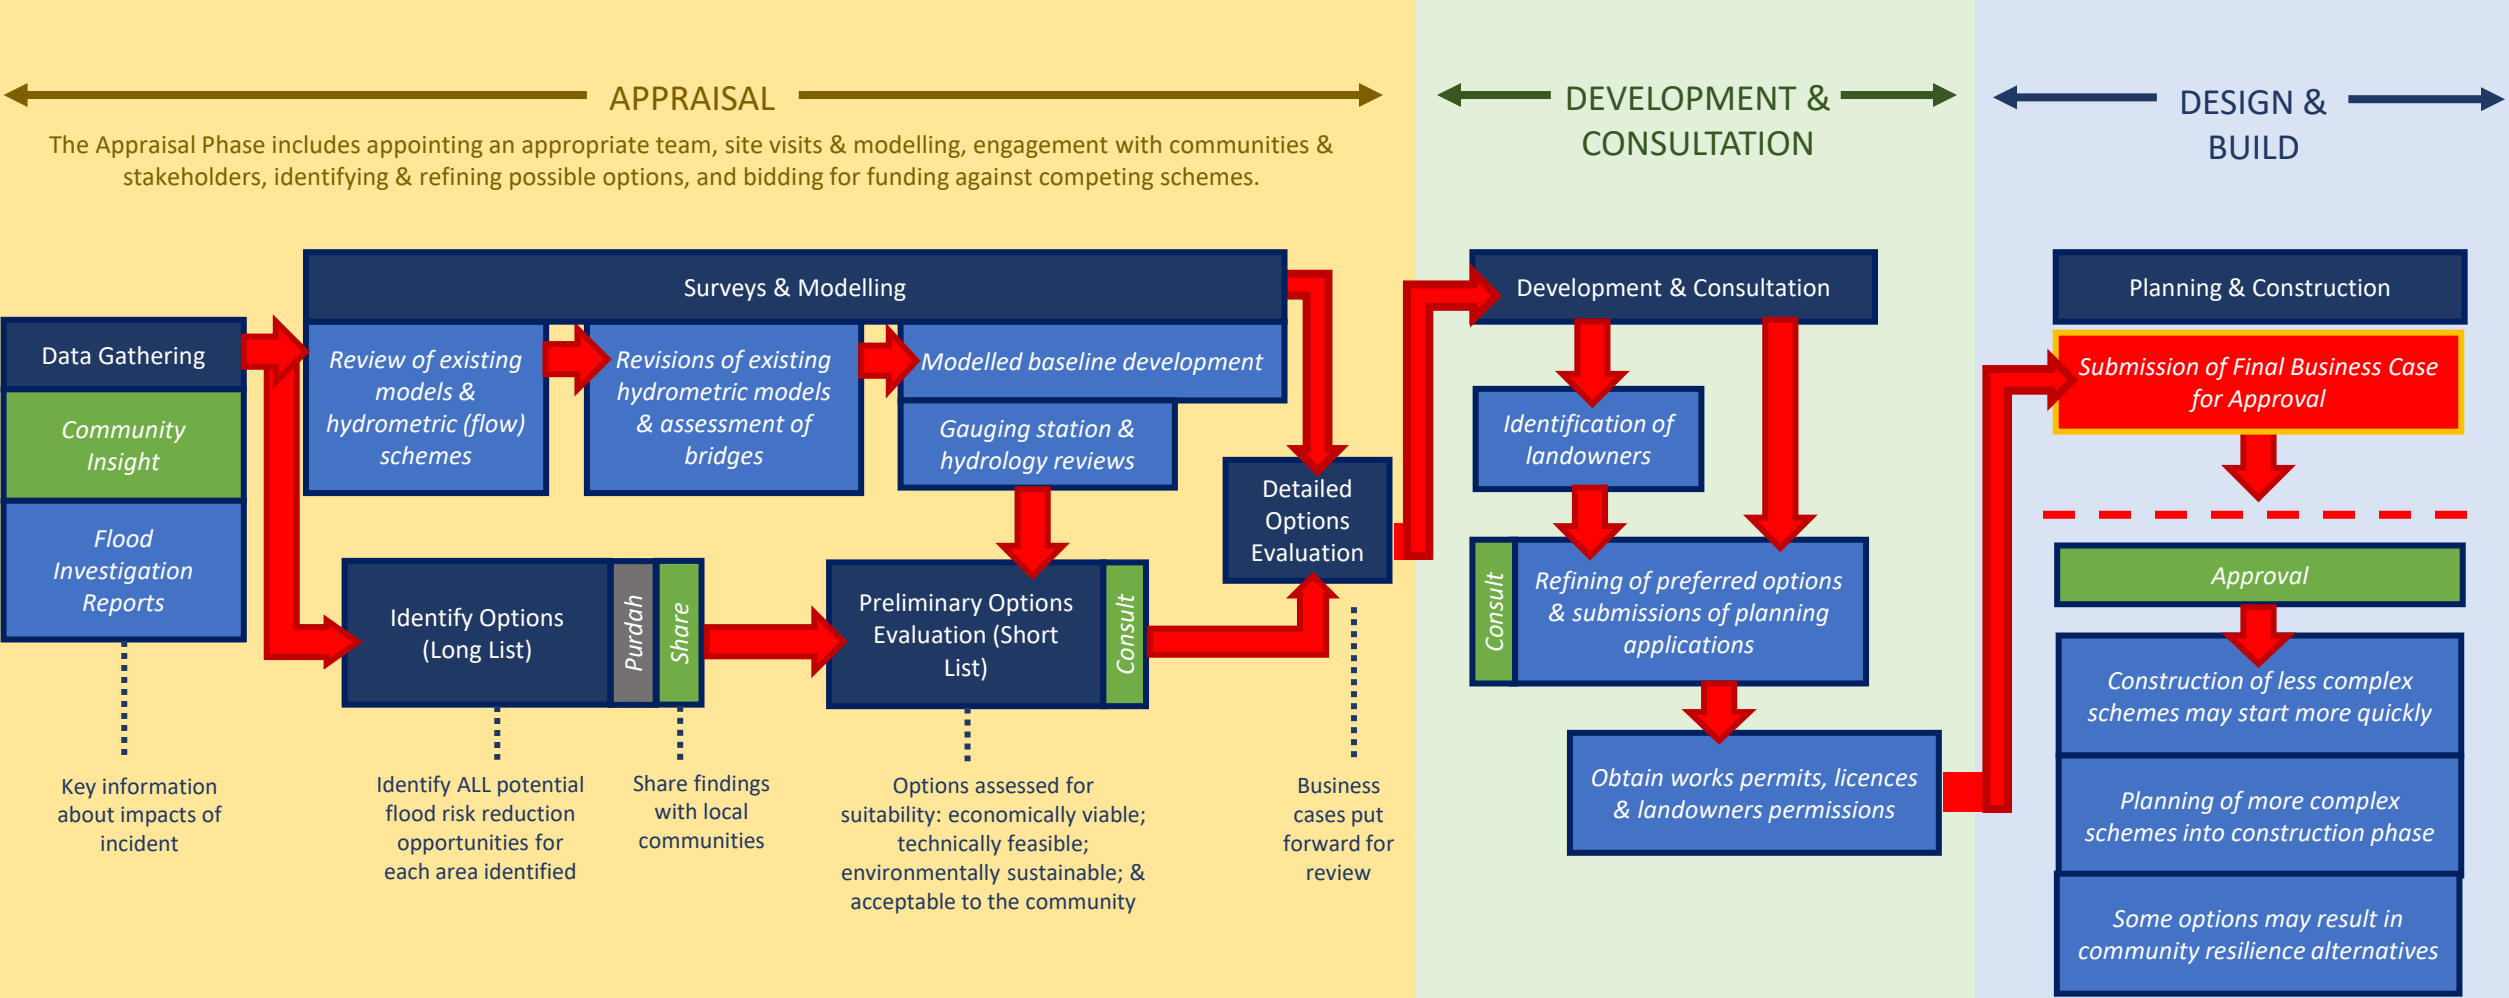 APPRAISAL
The Appraisal Phase includes appointing an appropriate team, site visits & modelling, engagement with communities &
stakeholders, identifying & refining possible options, and bidding for funding against competing schemes.
Data Gathering
Community
Insight
Flood
Investigation
Reports
Key information
about impacts of
incident
Surveys & Modelling
Review of existing
models &
hydrometric (flow)
schemes
Revisions of existing
hydrometric models
& assessment of
bridges
Modelled baseline development
Gauging station &
hydrology reviews
Identify Options
(Long List)
Purdah
Share
Identify ALL potential
flood risk reduction
opportunities for
each area identified
Share findings
with local
communities
Preliminary Options
Evaluation (Short
List)
Consult
Options assessed for
suitability: economically viable;
technically feasible;
environmentally sustainable; &
acceptable to the community
Detailed
Options
Evaluation
Business
cases put
forward for
review
DEVELOPMENT &
CONSULTATION
Development & Consultation
Identification of
landowners
Consult
Refining of preferred options
& submissions of planning
applications
Obtain works permits, licences
& landowners permissions
DESIGN &
BUILD
Planning & Construction
Submission of Final Business Case
for Approval
Approval
Construction of less complex
schemes may start more quickly
Planning of more complex
schemes into construction phase
Some options may result in
community resilience alternatives